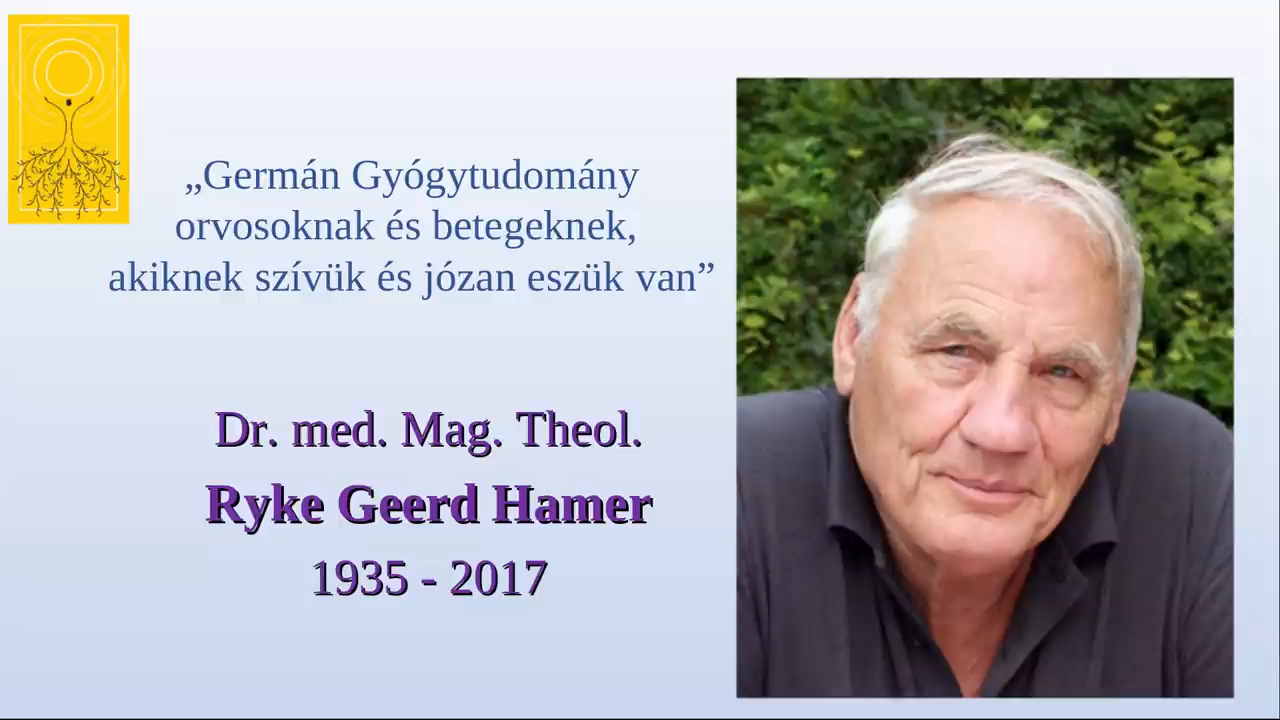 „Germán Gyógytudomány
orvosoknak és betegeknek,
akiknek szívük és józan eszük van”
Dr. med. Mag. Theol.
Ryke Geerd Hamer
1935 - 2017